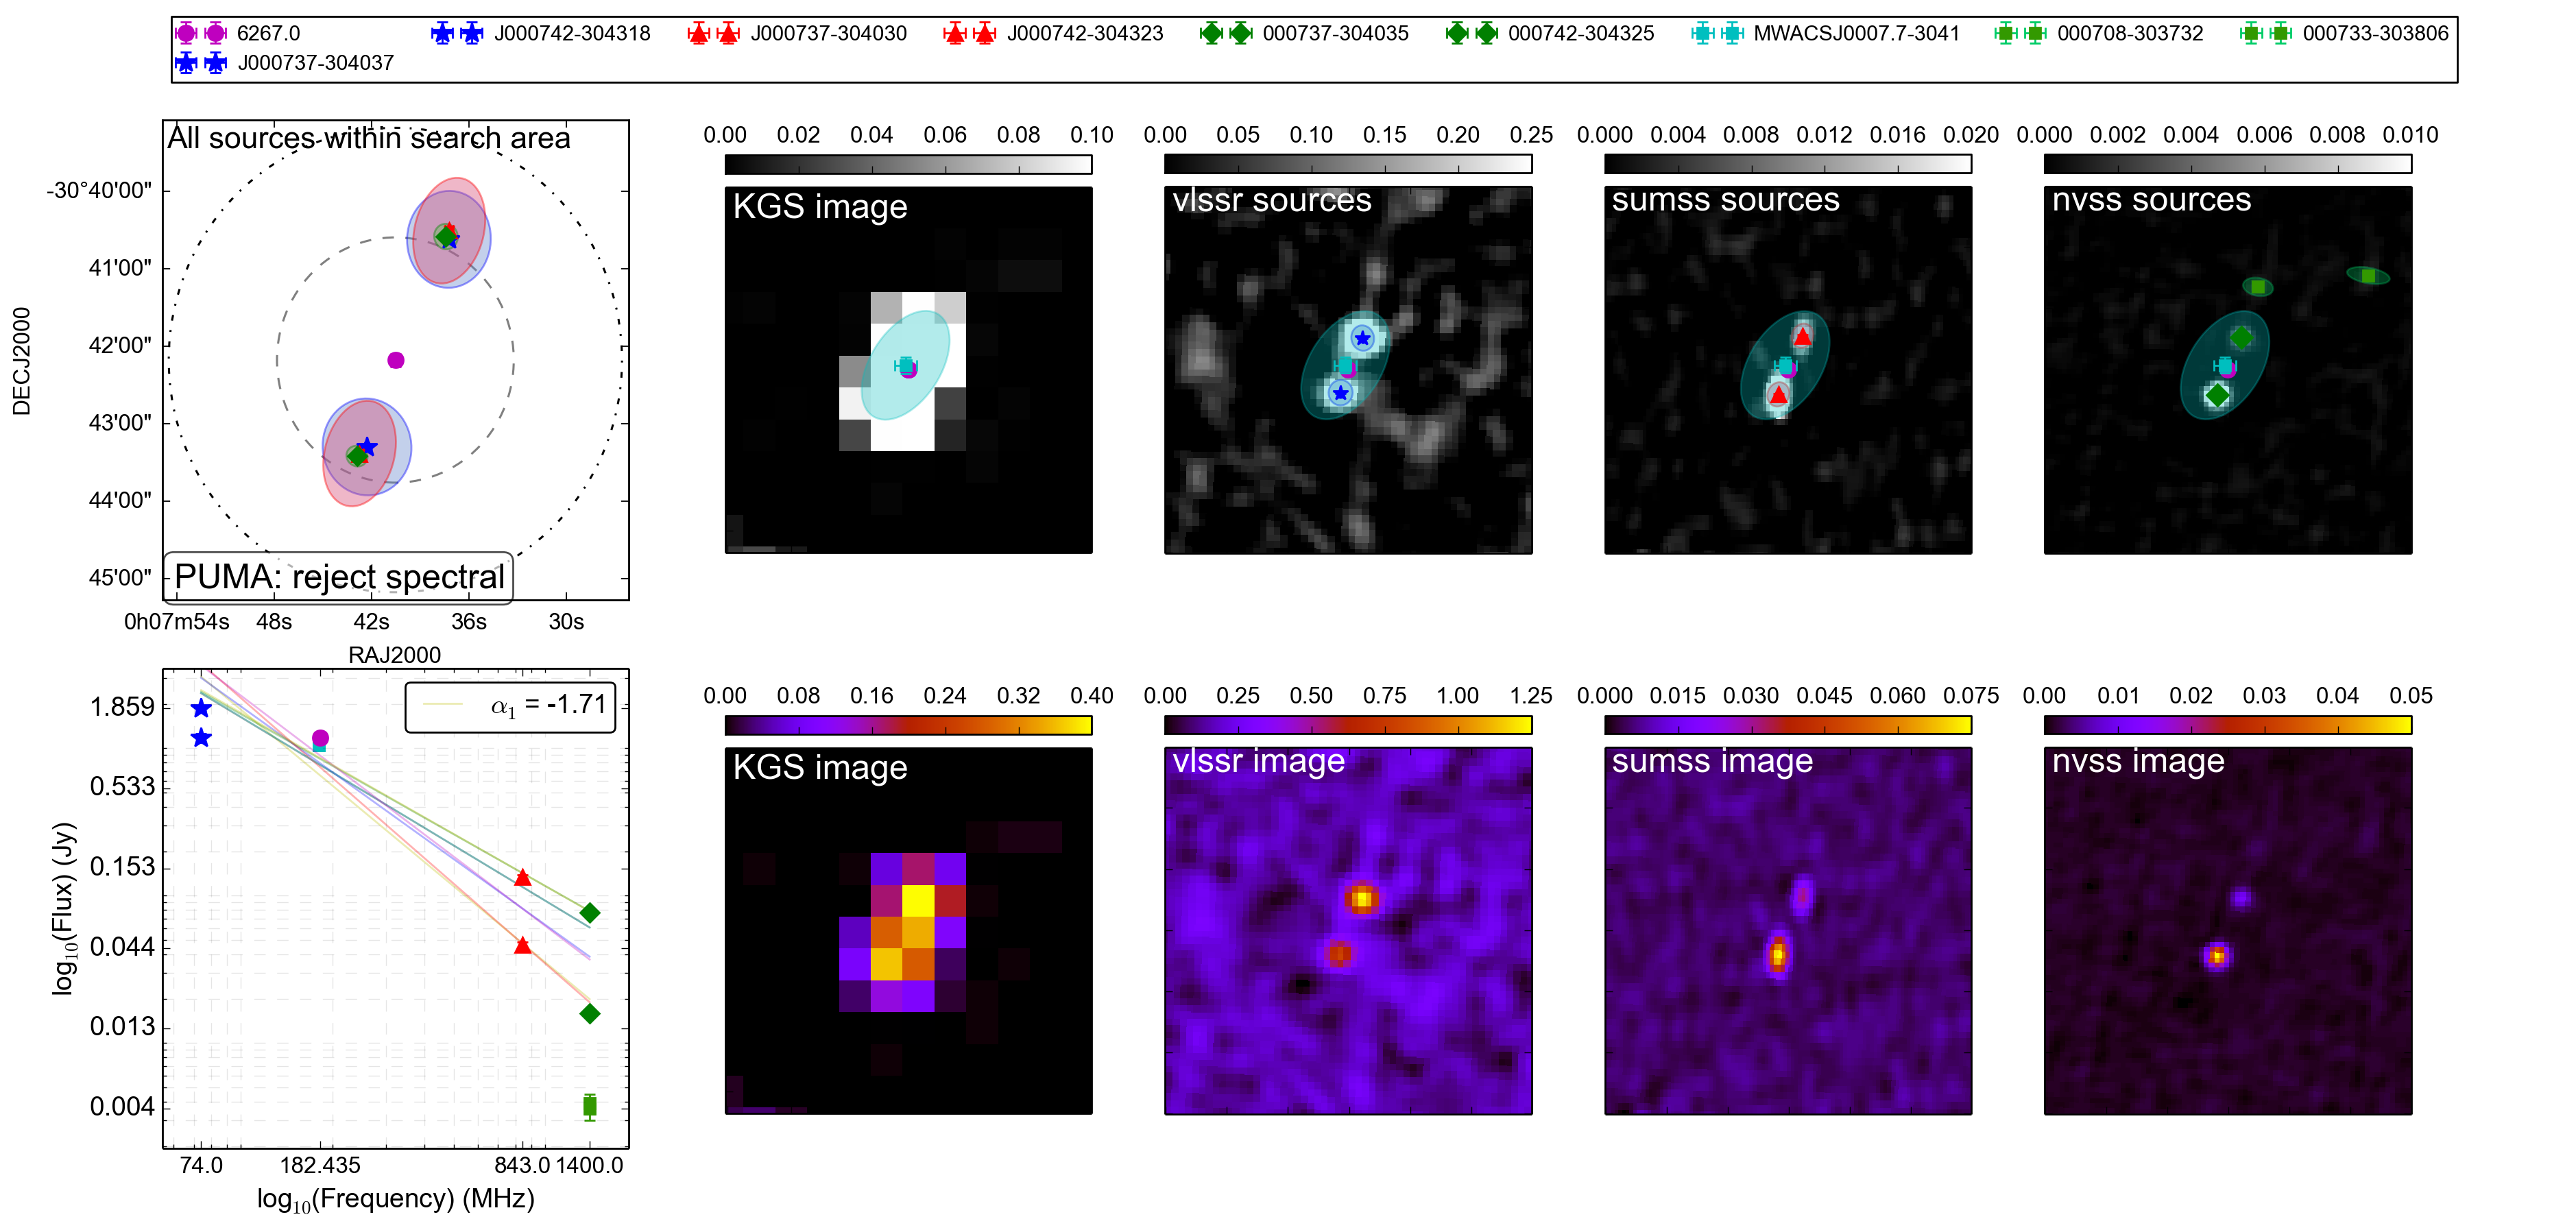 6267.0 J000742-304318 J000737-304030 J000742-304323 000737-304035 000742-304325 MWACSJ0007.7-3041 000708-303732 000733-303806
J000737-304037
All sources within search area
-30°40'00"
41'00"
42'00"
43'00"
44'00"
45'00"
DECJ2000
PUMA: reject spectral
0h07m54s 48s 42s 36s 30s
RAJ2000
0.00 0.02 0.04 0.06 0.08 0.10
KGS image
0.00 0.05 0.10 0.15 0.20 0.25
vlssr sources
0.000 0.004 0.008 0.012 0.016 0.020
sumss sources
0.000 0.002 0.004 0.006 0.008 0.010
nvss sources
α₁ = -1.71
1.859
0.533
0.153
0.044
0.013
0.004
log₁₀(Flux) (Jy)
74.0 182.435 843.0 1400.0
log₁₀(Frequency) (MHz)
0.00 0.08 0.16 0.24 0.32 0.40
KGS image
0.00 0.25 0.50 0.75 1.00 1.25
vlssr image
0.000 0.015 0.030 0.045 0.060 0.075
sumss image
0.00 0.01 0.02 0.03 0.04 0.05
nvss image